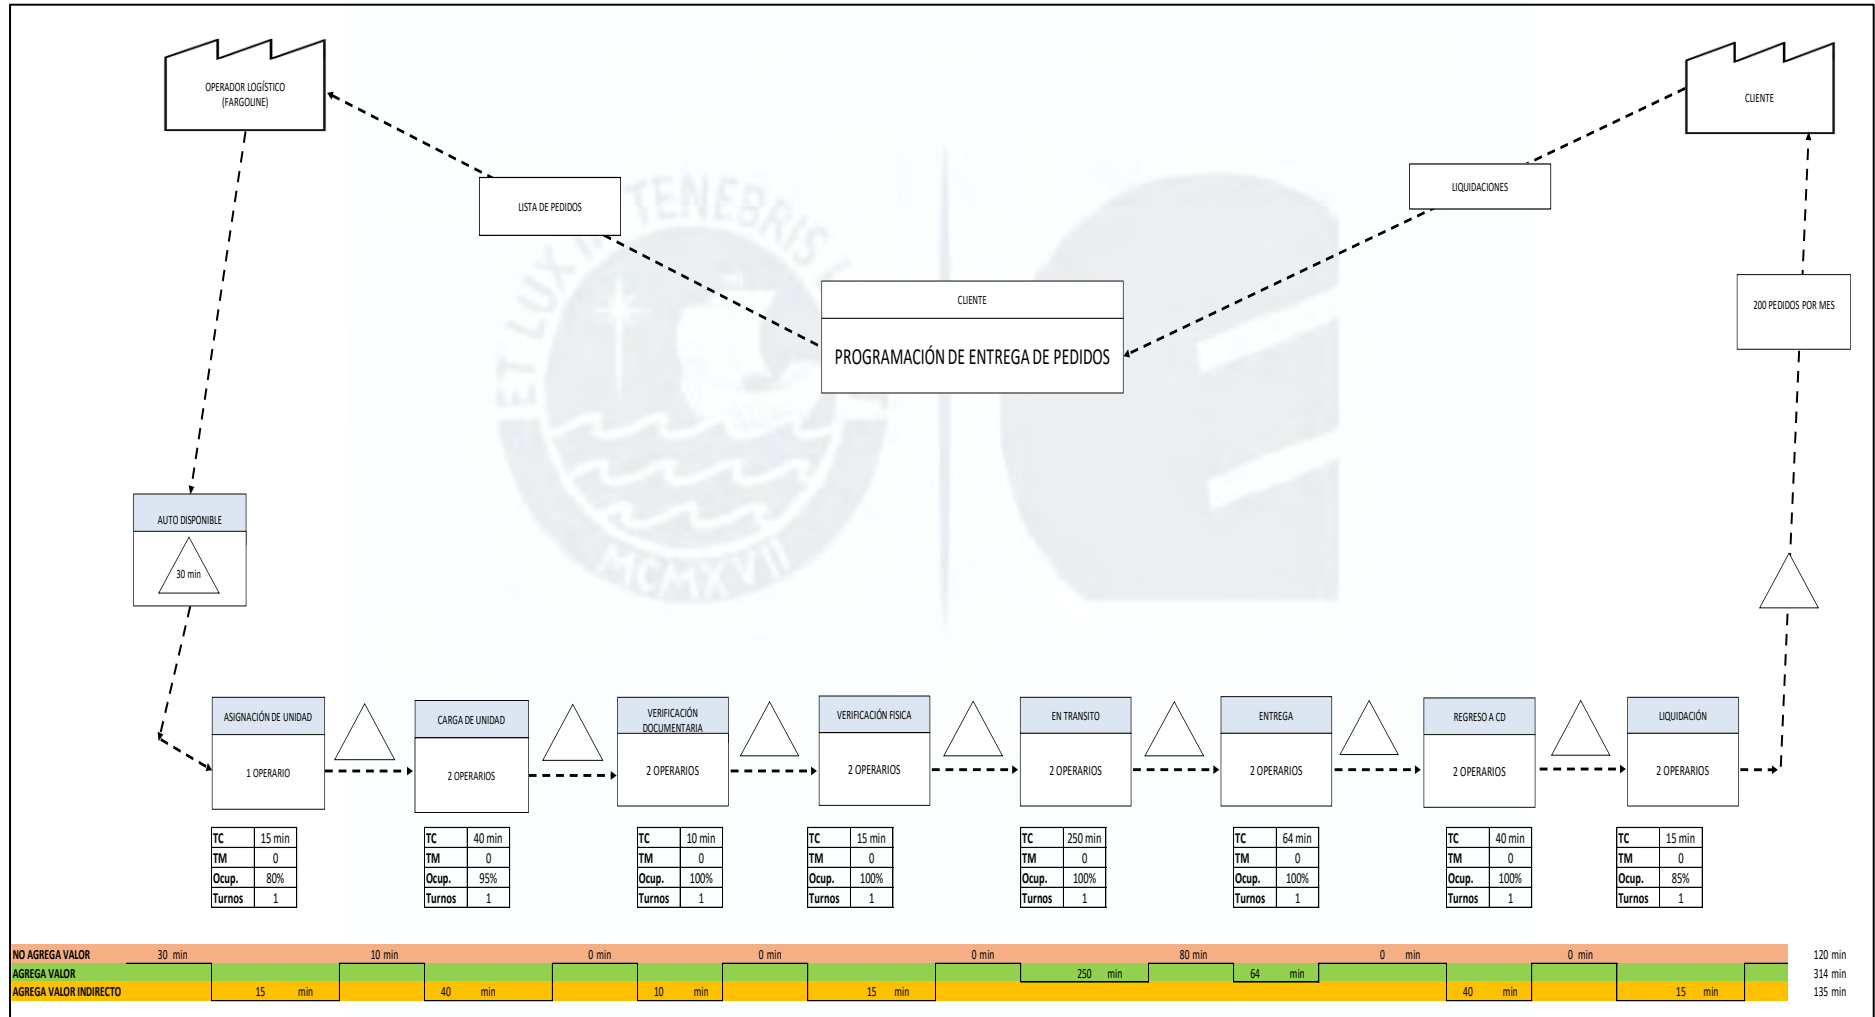 OPERADOR LOGÍSTICO
(FARGOLINE)
CLIENTE
LISTA DE PEDIDOS
LIQUIDACIONES
CLIENTE
PROGRAMACIÓN DE ENTREGA DE PEDIDOS
200 PEDIDOS POR MES
ET LUX IN TENEBRIS
MCMXVII
AUTO DISPONIBLE
30 min
ASIGNACIÓN DE UNIDAD
1 OPERARIO
CARGA DE UNIDAD
2 OPERARIOS
VERIFICACIÓN
DOCUMENTARIA
2 OPERARIOS
VERIFICACIÓN FISICA
2 OPERARIOS
EN TRANSITO
2 OPERARIOS
ENTREGA
2 OPERARIOS
REGRESO A CD
2 OPERARIOS
LIQUIDACIÓN
2 OPERARIOS
TC 15 min
TM 0
Ocup. 80%
Turnos 1
TC 40 min
TM 0
Ocup. 95%
Turnos 1
TC 10 min
TM 0
Ocup. 100%
Turnos 1
TC 15 min
TM 0
Ocup. 100%
Turnos 1
TC 250 min
TM 0
Ocup. 100%
Turnos 1
TC 64 min
TM 0
Ocup. 100%
Turnos 1
TC 40 min
TM 0
Ocup. 100%
Turnos 1
TC 15 min
TM 0
Ocup. 85%
Turnos 1
NO AGREGA VALOR 30 min 10 min 0 min 0 min 0 min 80 min 0 min 0 min 120 min
AGREGA VALOR 250 min 64 min 314 min
AGREGA VALOR INDIRECTO 15 min 40 min 10 min 15 min 40 min 15 min 135 min